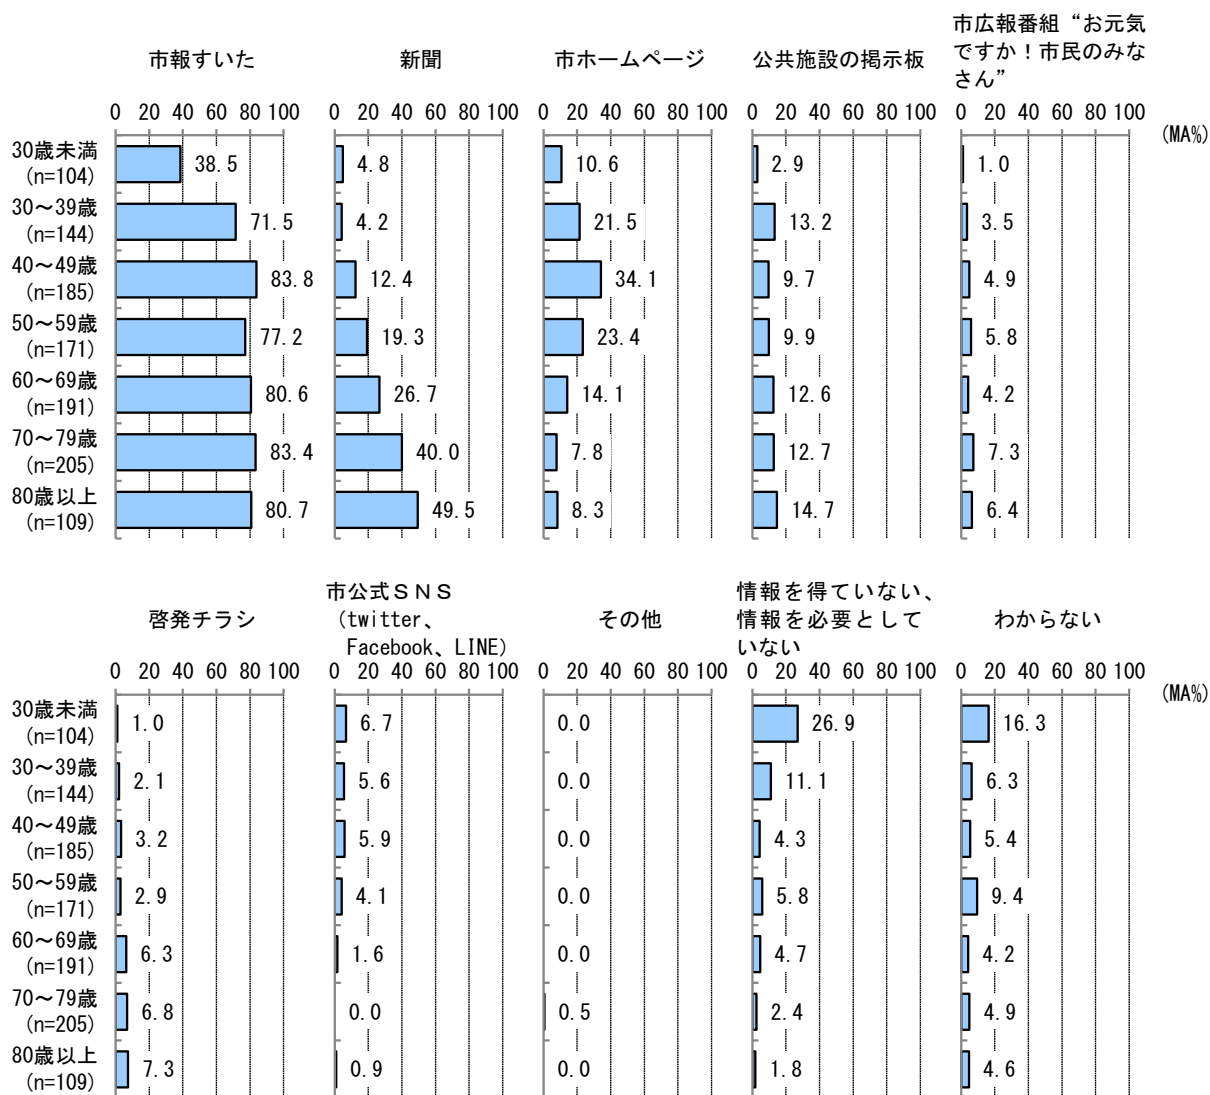 市広報番組“お元気
ですか！市民のみな
さん”
市報すいた 新聞 市ホームページ 公共施設の掲示板
0 20 40 60 80 100 0 20 40 60 80 100 0 20 40 60 80 100 0 20 40 60 80 100 0 20 40 60 80 100
(MA%)
30歳未満
(n=104) 38.5 4.8 10.6 2.9 1.0
30～39歳
(n=144) 71.5 4.2 21.5 13.2 3.5
40～49歳
(n=185) 83.8 12.4 34.1 9.7 4.9
50～59歳
(n=171) 77.2 19.3 23.4 9.9 5.8
60～69歳
(n=191) 80.6 26.7 14.1 12.6 4.2
70～79歳
(n=205) 83.4 40.0 7.8 12.7 7.3
80歳以上
(n=109) 80.7 49.5 8.3 14.7 6.4
啓発チラシ
市公式ＳＮＳ
(twitter、
Facebook、LINE)
その他
情報を得ていない、
情報を必要として
いない
わからない
0 20 40 60 80 100 0 20 40 60 80 100 0 20 40 60 80 100 0 20 40 60 80 100 0 20 40 60 80 100
(MA%)
30歳未満
(n=104) 1.0 6.7 0.0 26.9 16.3
30～39歳
(n=144) 2.1 5.6 0.0 11.1 6.3
40～49歳
(n=185) 3.2 5.9 0.0 4.3 5.4
50～59歳
(n=171) 2.9 4.1 0.0 5.8 9.4
60～69歳
(n=191) 6.3 1.6 0.0 4.7 4.2
70～79歳
(n=205) 6.8 0.0 0.5 2.4 4.9
80歳以上
(n=109) 7.3 0.9 0.0 1.8 4.6